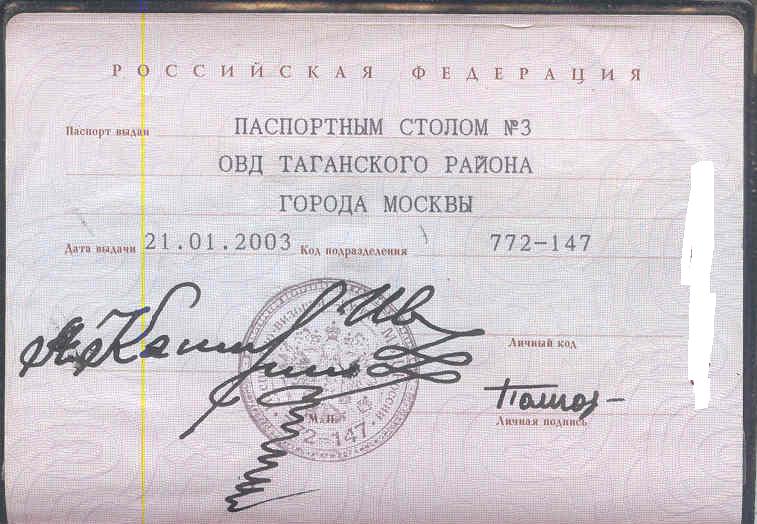 РОССИЙСКАЯ ФЕДЕРАЦИЯ
Паспорт выдан ПАСПОРТНЫМ СТОЛОМ №3
ОВД ТАГАНСКОГО РАЙОНА
ГОРОДА МОСКВЫ
Дата выдачи 21.01.2003 Код подразделения 772-147
Личный код
М.П.
Личная подпись